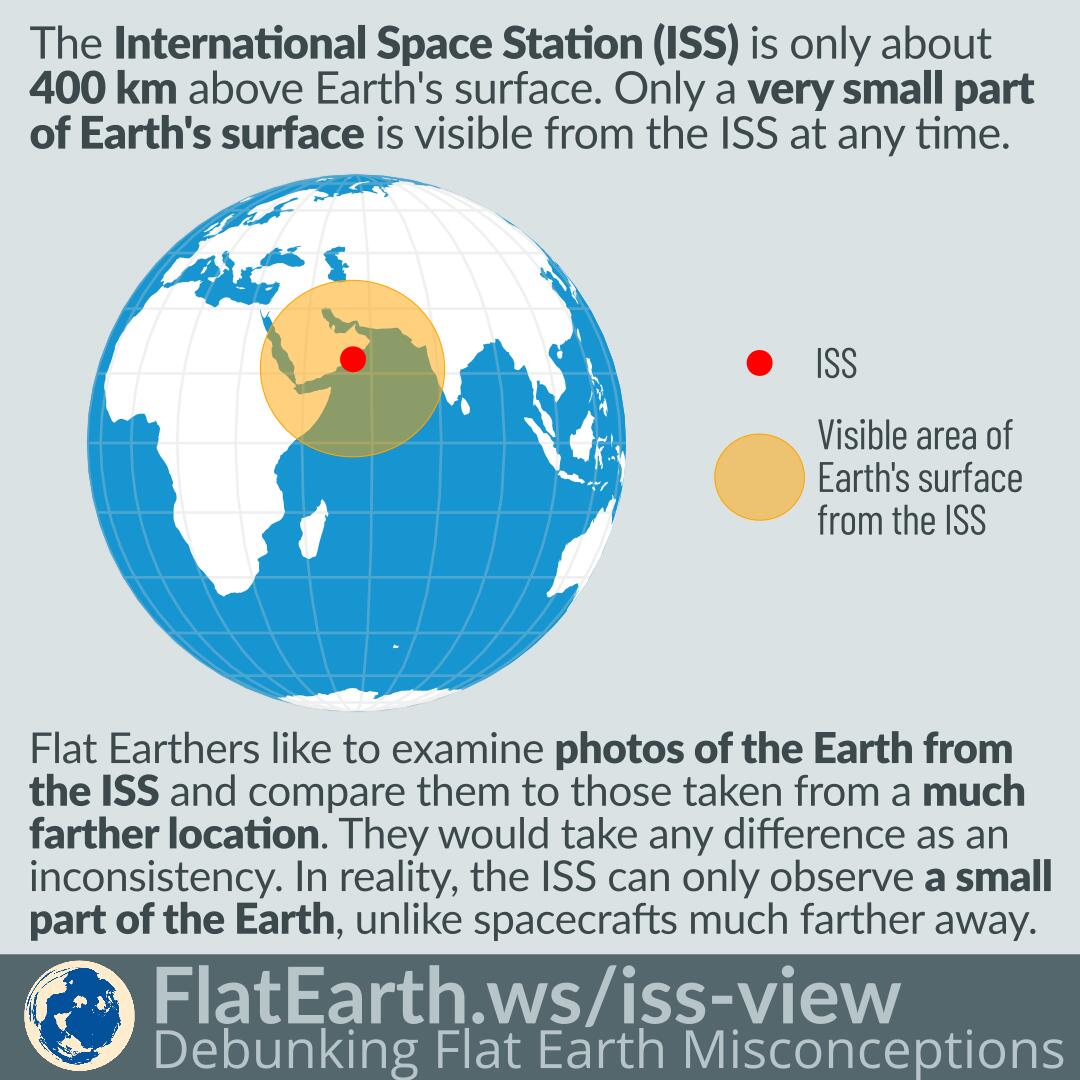 The International Space Station (ISS) is only about
400 km above Earth's surface. Only a very small part
of Earth's surface is visible from the ISS at any time.
ISS
Visible area of
Earth's surface
from the ISS
Flat Earthers like to examine photos of the Earth from
the ISS and compare them to those taken from a much
farther location. They would take any difference as an
inconsistency. In reality, the ISS can only observe a small
part of the Earth, unlike spacecrafts much farther away.
FlatEarth.ws/iss-view
Debunking Flat Earth Misconceptions